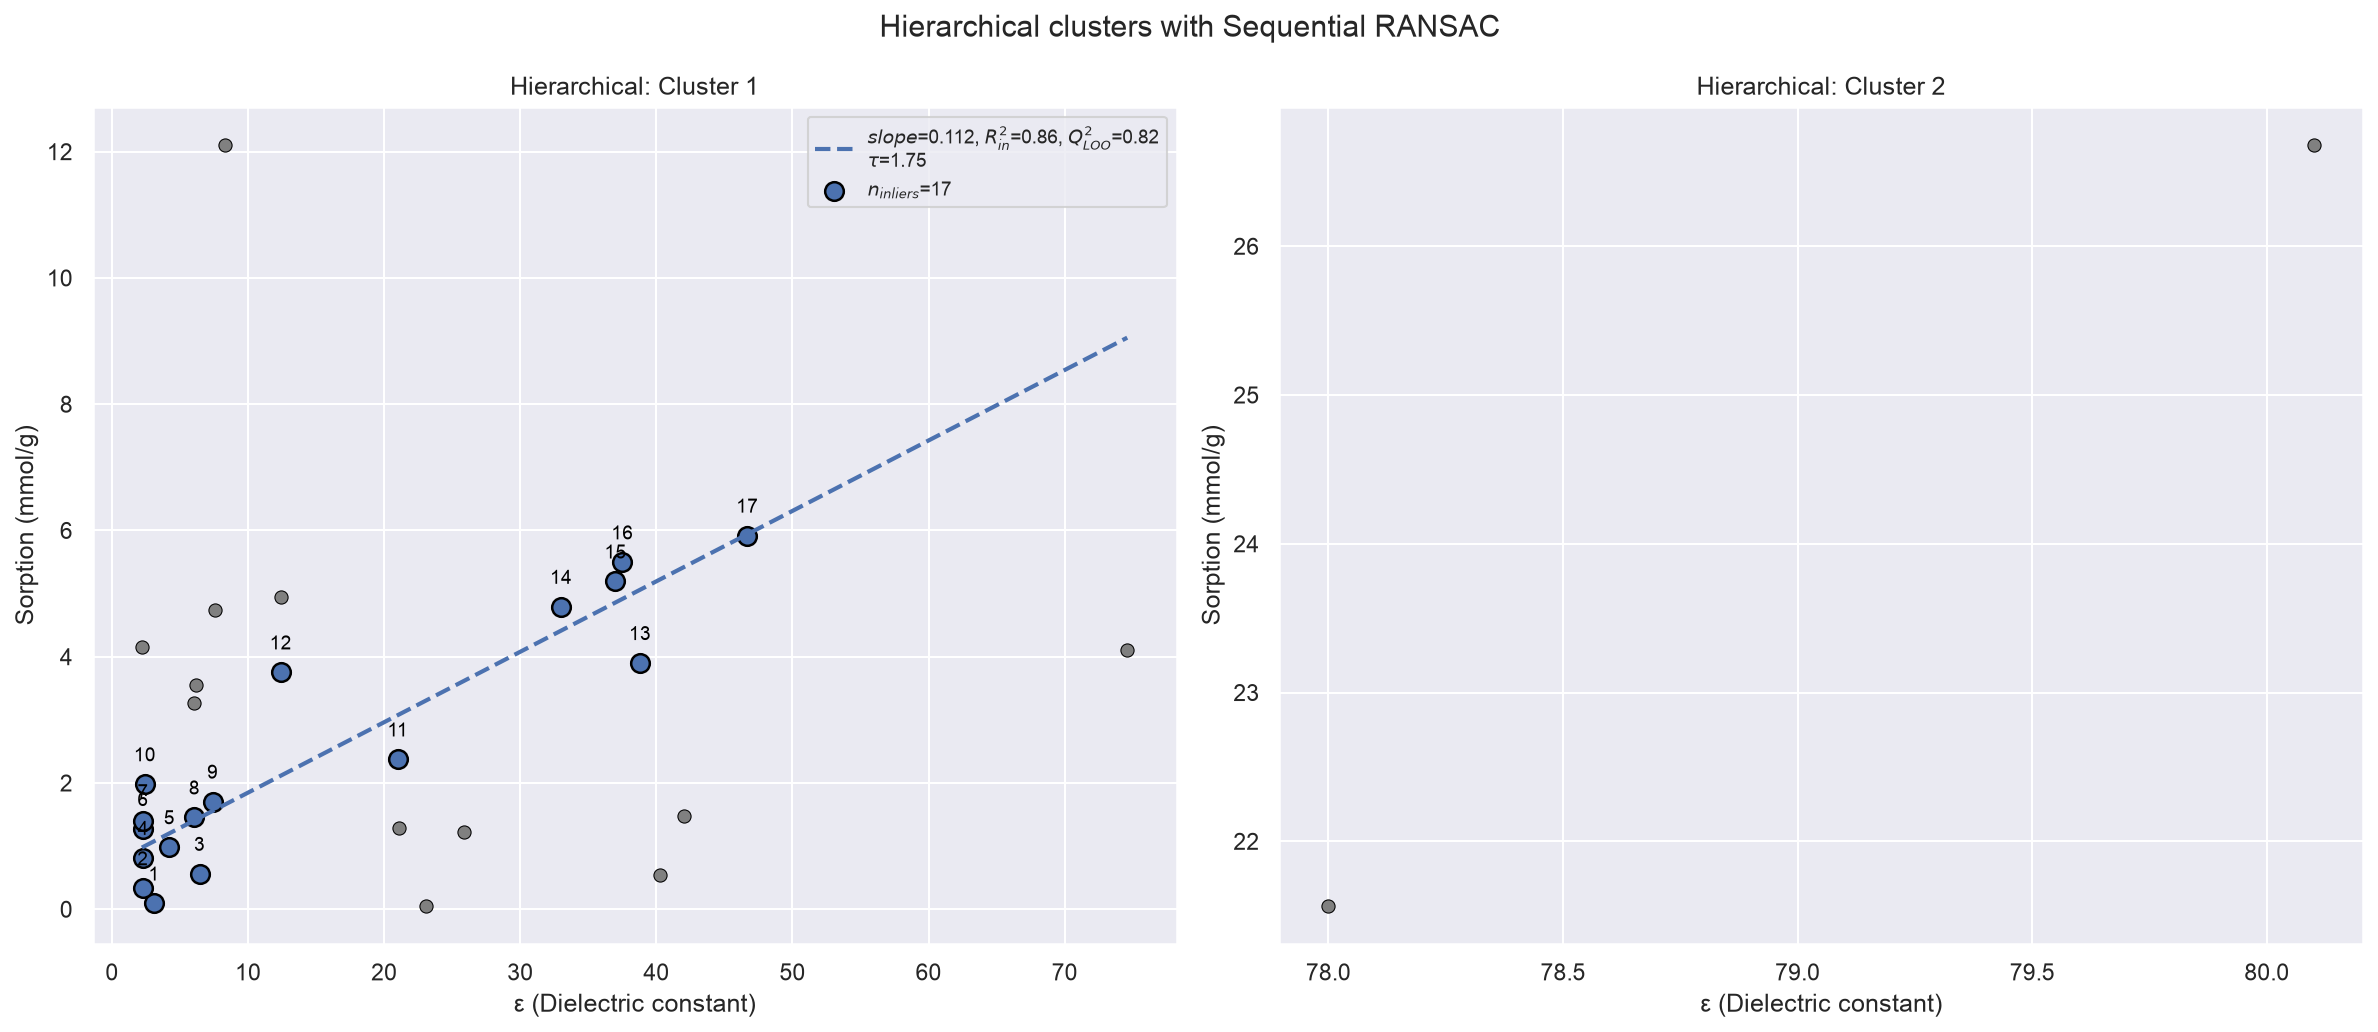 Hierarchical clusters with Sequential RANSAC
Hierarchical: Cluster 1
slope=0.112, R²ᵢₙ=0.86, Q²_LOO=0.82
τ=1.75
n_inliers=17
12
10
8
6
4
2
0
Sorption (mmol/g)
17
16
15
14
13
12
11
10
9
8
7
6
5
4
3
2
1
0 10 20 30 40 50 60 70
ε (Dielectric constant)
Hierarchical: Cluster 2
26
25
24
23
22
Sorption (mmol/g)
78.0 78.5 79.0 79.5 80.0
ε (Dielectric constant)